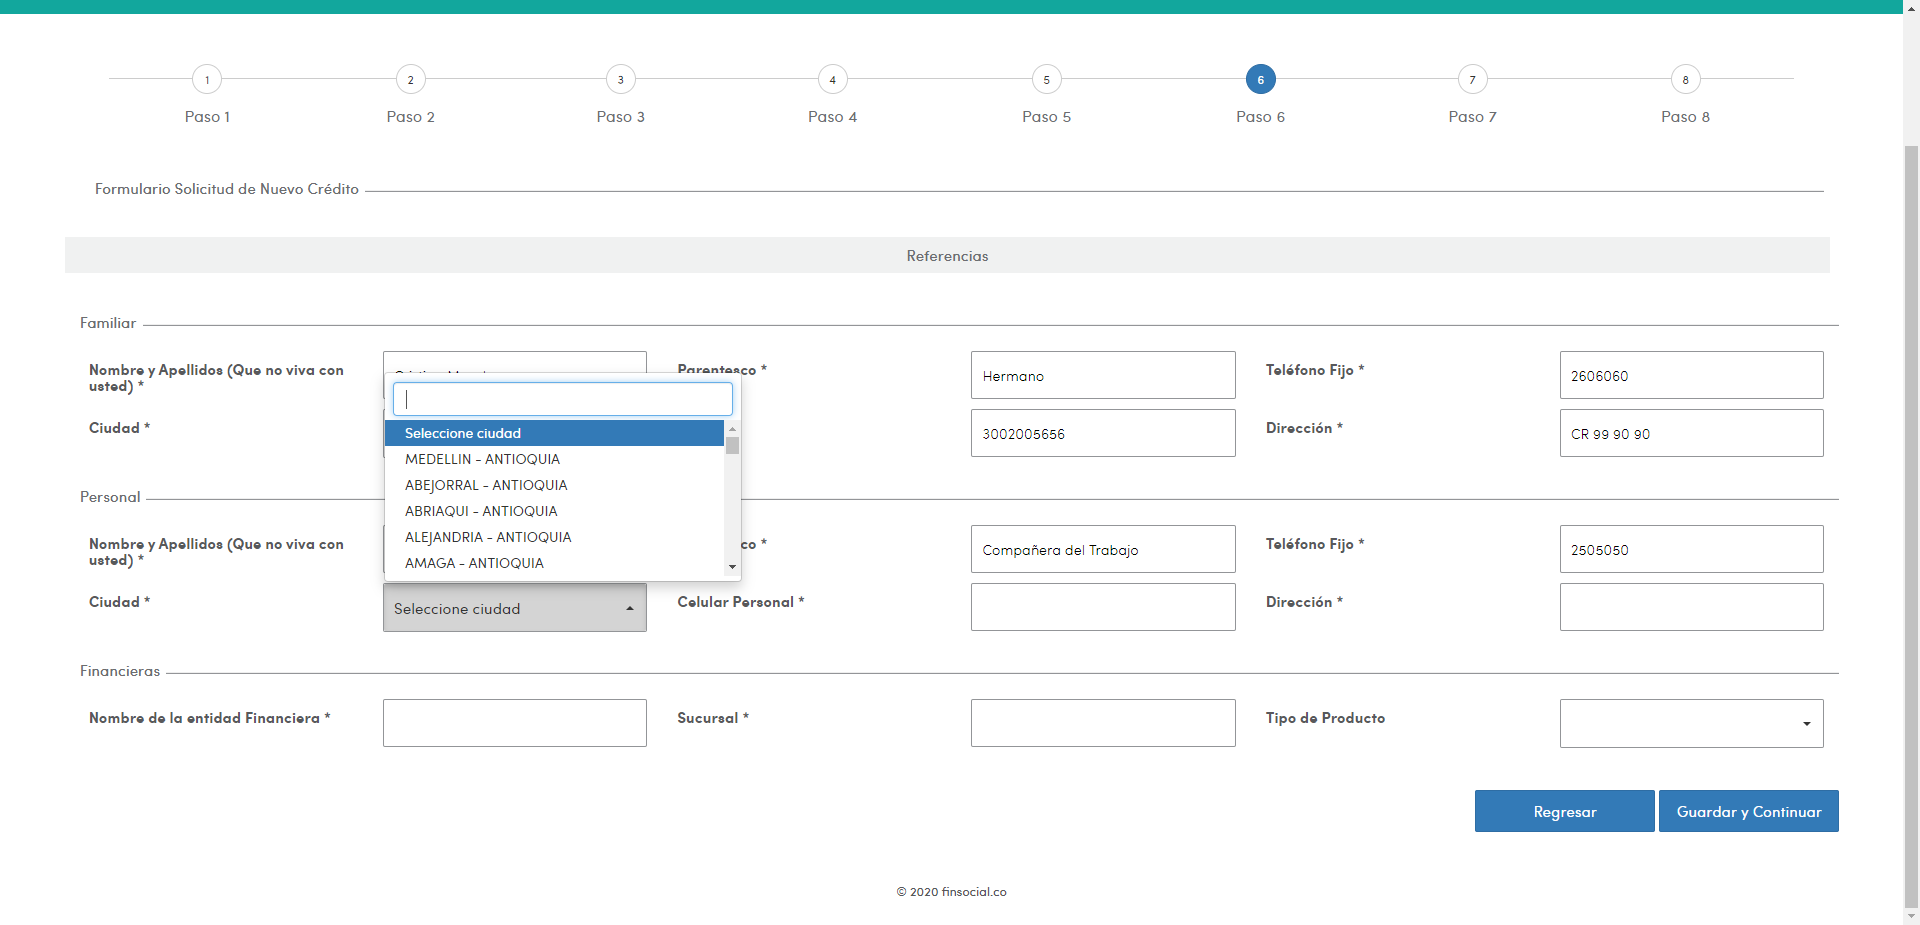 1 2 3 4 5 6 7 8
Paso 1 Paso 2 Paso 3 Paso 4 Paso 5 Paso 6 Paso 7 Paso 8
Formulario Solicitud de Nuevo Crédito
Referencias
Familiar
Nombre y Apellidos (Que no viva con
usted) *
Parentesco *
Hermano
Teléfono Fijo *
2606060
Ciudad *
3002005656
Dirección *
CR 99 90 90
Seleccione ciudad
MEDELLIN - ANTIOQUIA
ABEJORRAL - ANTIOQUIA
ABRIAQUI - ANTIOQUIA
ALEJANDRIA - ANTIOQUIA
AMAGA - ANTIOQUIA
Personal
Nombre y Apellidos (Que no viva con
usted) *
co *
Compañera del Trabajo
Teléfono Fijo *
2505050
Ciudad *
Seleccione ciudad
Celular Personal *
Dirección *
Financieras
Nombre de la entidad Financiera *
Sucursal *
Tipo de Producto
Regresar
Guardar y Continuar
© 2020 finsocial.co